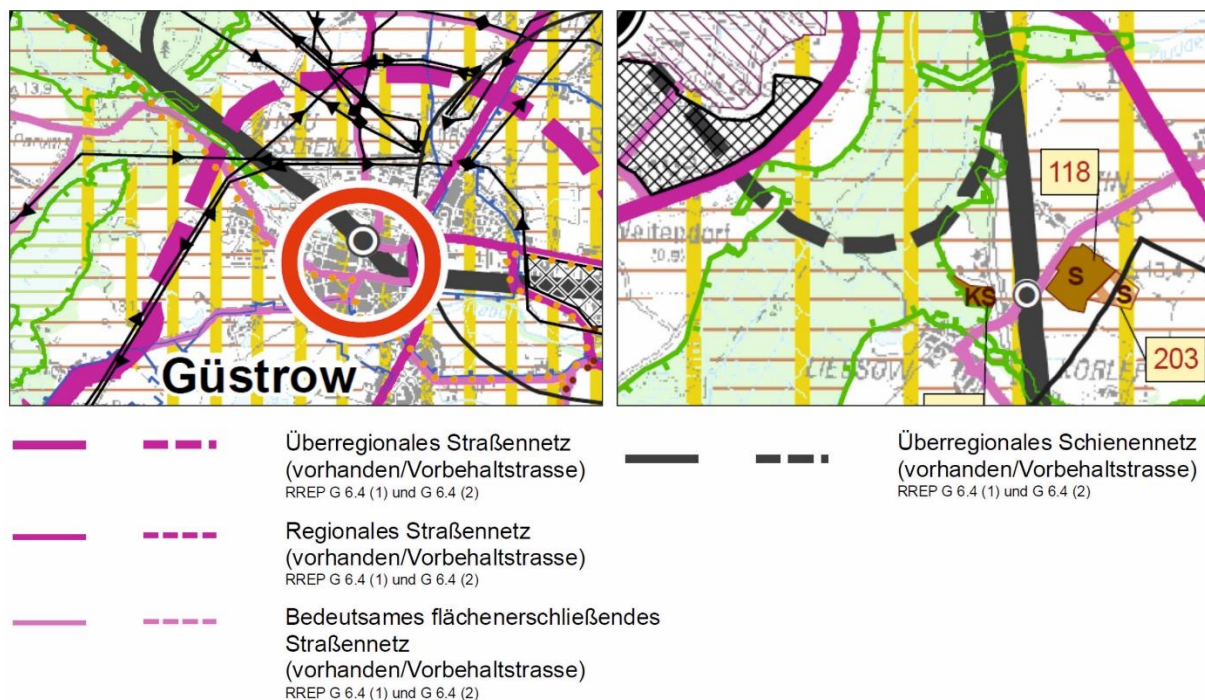 Güstrow
118
S
S
KS
203
Überregionales Straßennetz
(vorhanden/Vorbehaltstrasse)
RREP G 6.4 (1) und G 6.4 (2)
Überregionales Schienennetz
(vorhanden/Vorbehaltstrasse)
RREP G 6.4 (1) und G 6.4 (2)
Regionales Straßennetz
(vorhanden/Vorbehaltstrasse)
RREP G 6.4 (1) und G 6.4 (2)
Bedeutsames flächenerschließendes
Straßennetz
(vorhanden/Vorbehaltstrasse)
RREP G 6.4 (1) und G 6.4 (2)